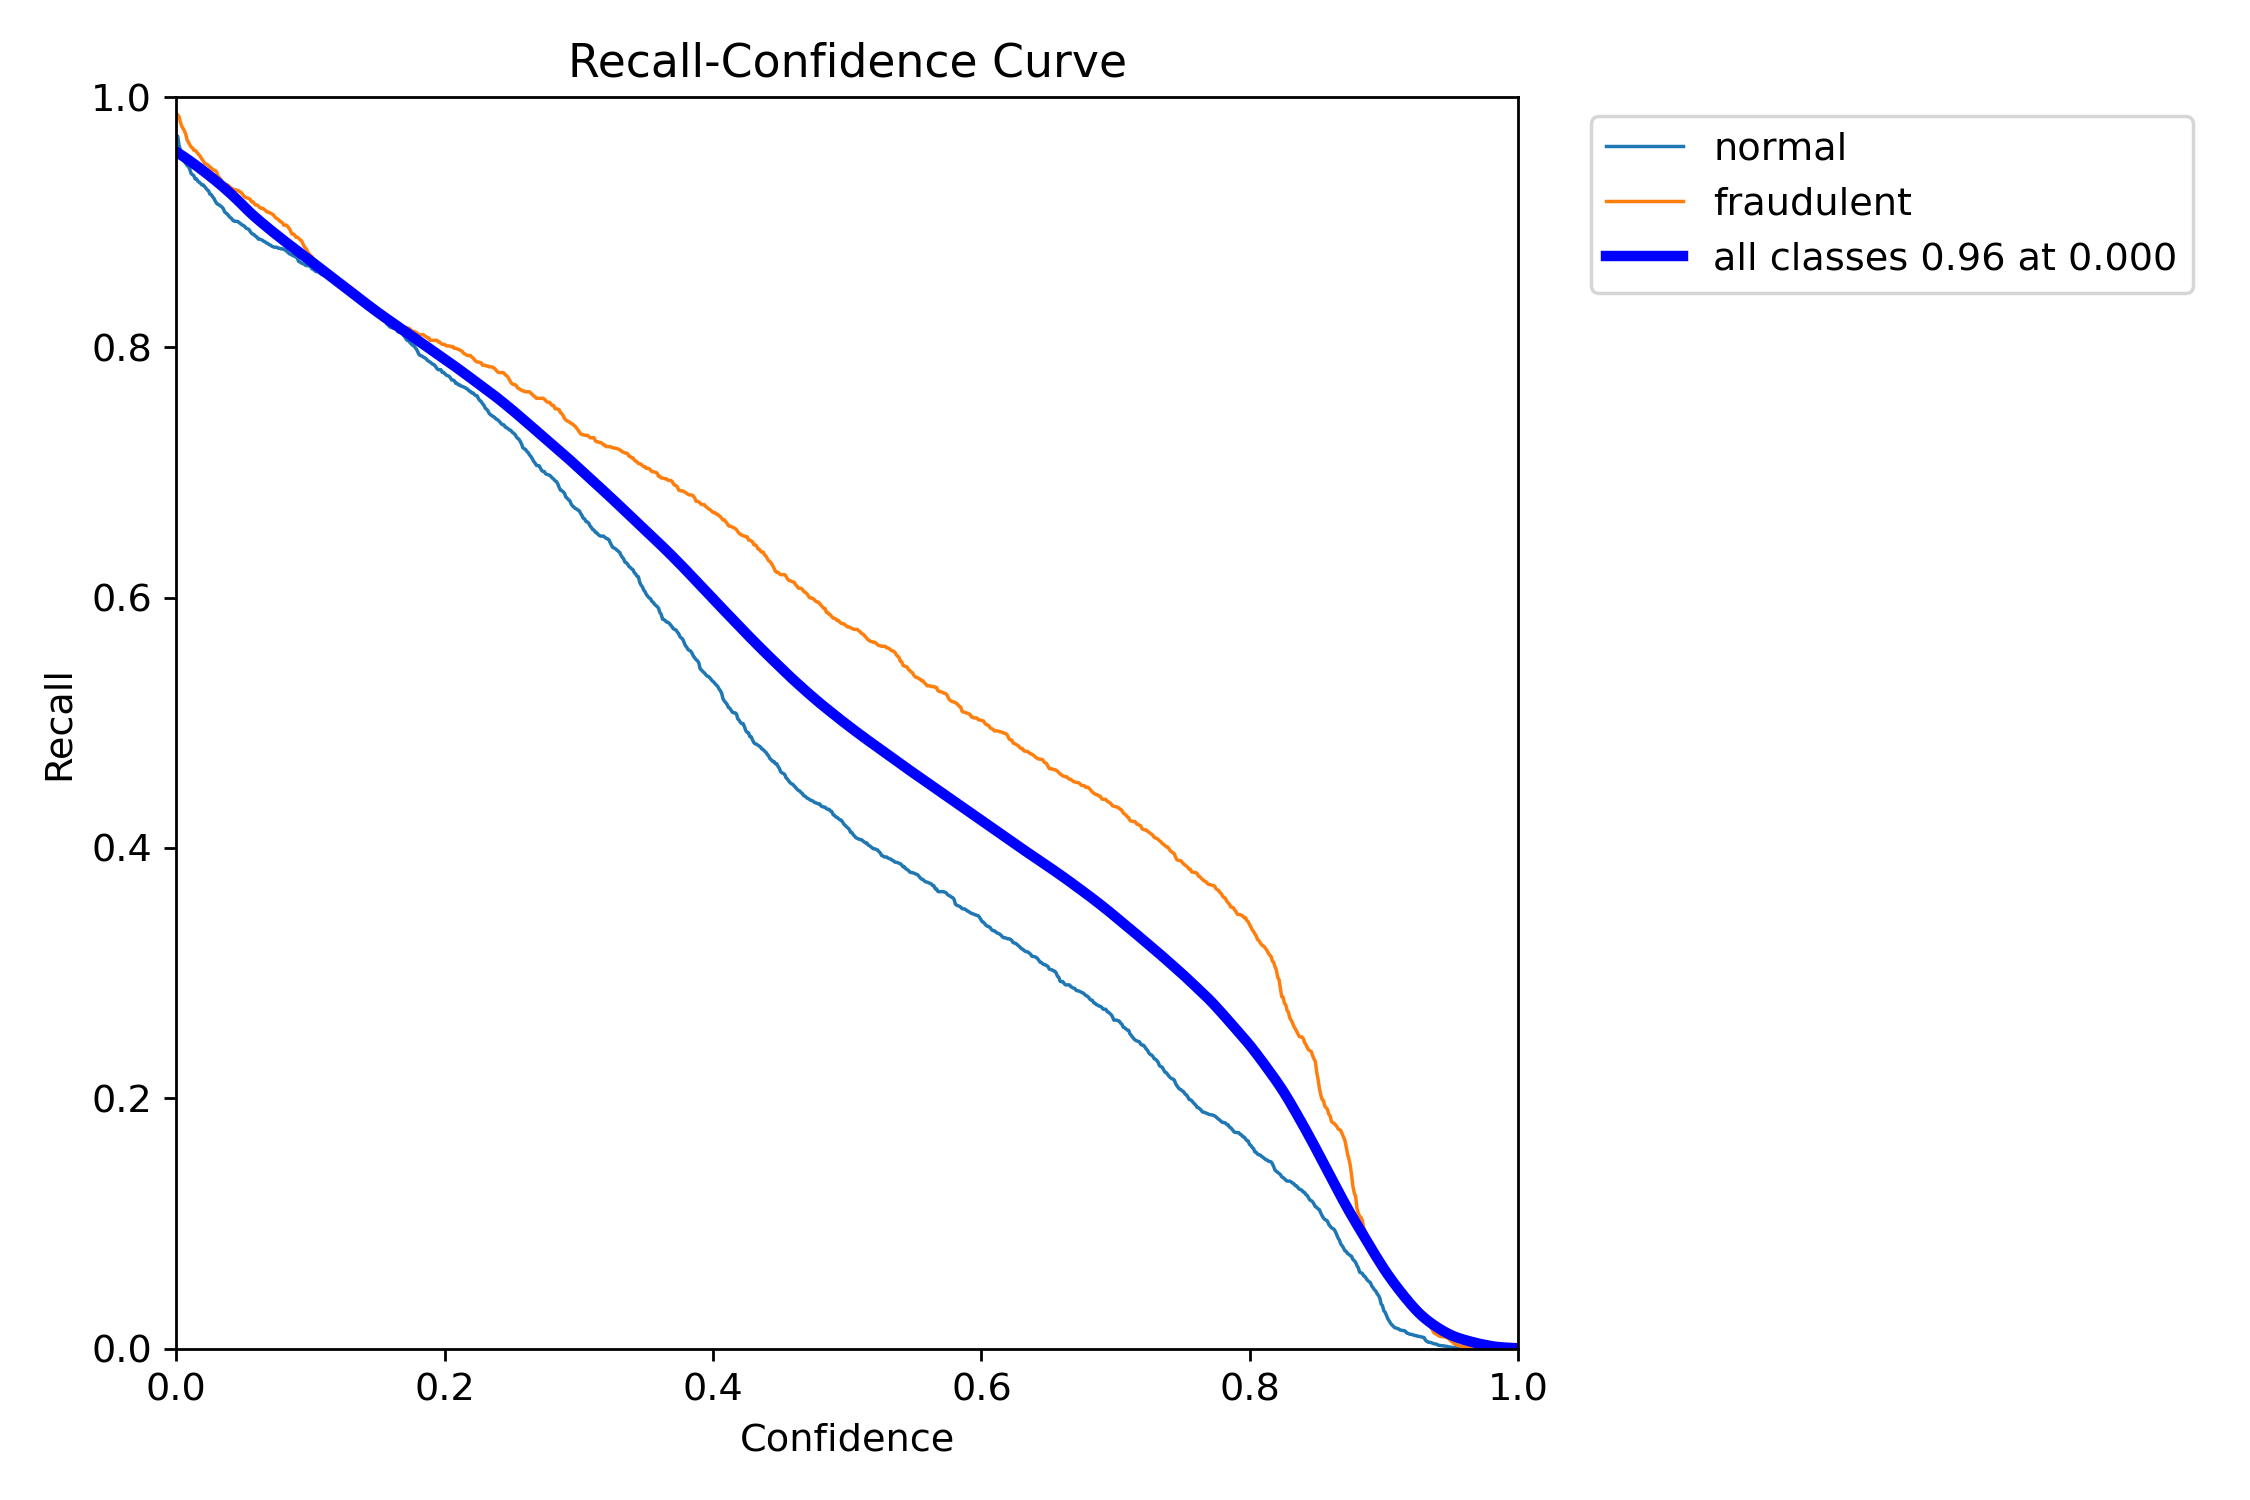 Recall-Confidence Curve
1.0
0.8
0.6
0.4
0.2
0.0
Recall
0.0 0.2 0.4 0.6 0.8 1.0
Confidence
normal
fraudulent
all classes 0.96 at 0.000